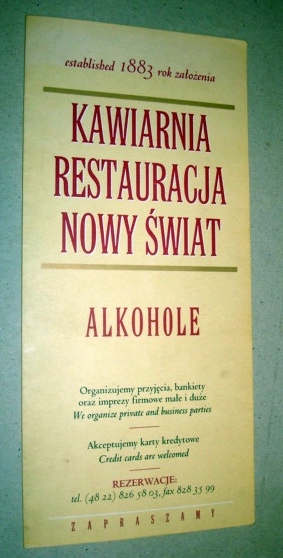 established 1883 rok założenia
KAWIARNIA
RESTAURACJA
NOWY ŚWIAT
ALKOHOLE
Organizujemy przyjęcia, bankiety
oraz imprezy firmowe małe i duże
We organize private and business parties
Akceptujemy karty kredytowe
Credit cards are welcomed
REZERWACJE:
tel. (48 22) 826 58 03, fax 828 35 99
ZAPRASZAMY